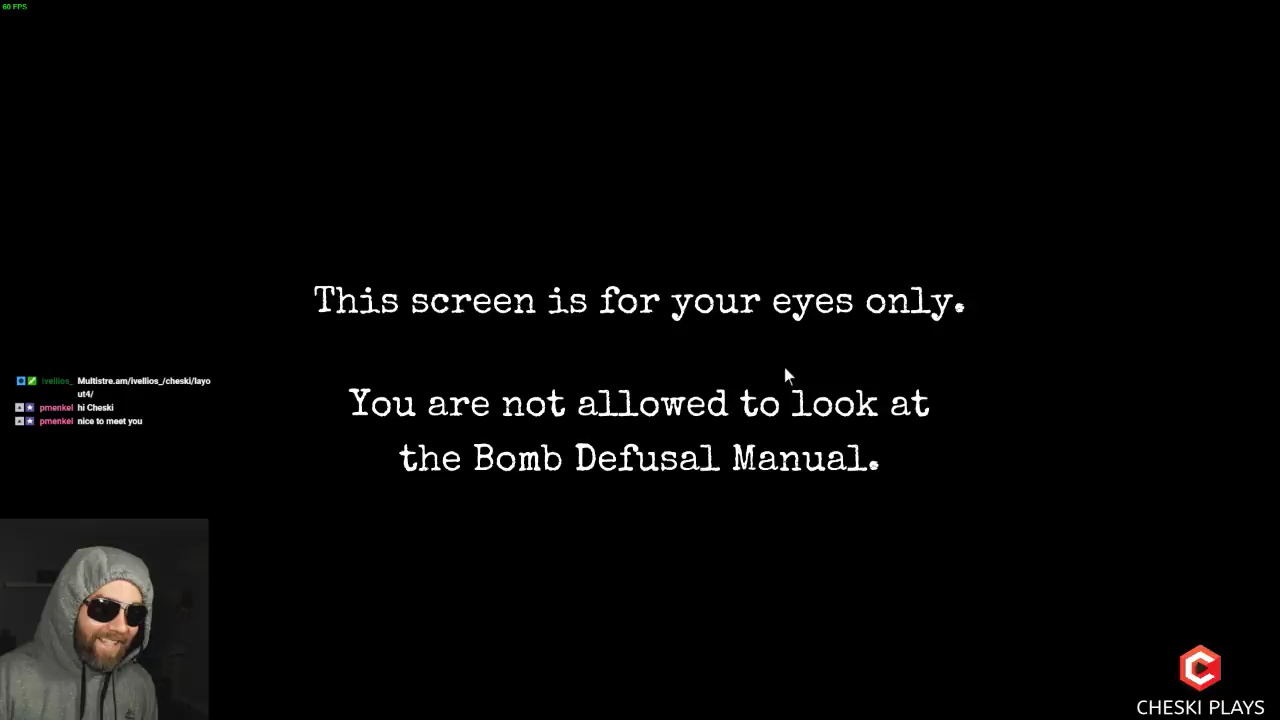 60 FPS
This screen is for your eyes only.
You are not allowed to look at
the Bomb Defusal Manual.
ivellios_ Multistre.am/ivellios_/cheski/layo
ut4/
pmenkel hi Cheski
pmenkel nice to meet you
CHESKI PLAYS